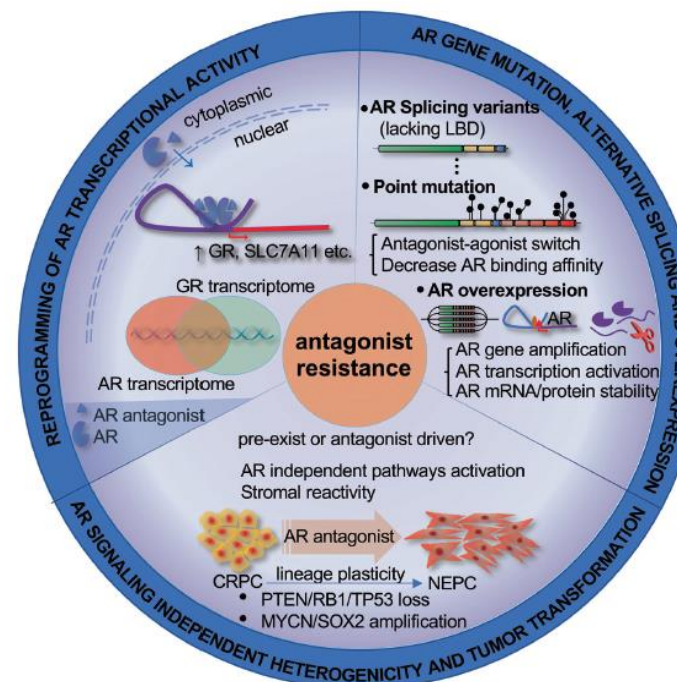 REPROGRAMMING OF AR TRANSCRIPTIONAL ACTIVITY
cytoplasmic
nuclear
↑ GR, SLC7A11 etc.
GR transcriptome
AR transcriptome
AR antagonist
AR
AR GENE MUTATION, ALTERNATIVE SPLICING AND OVEREXPRESSION
• AR Splicing variants
(lacking LBD)
• Point mutation
Antagonist-agonist switch
Decrease AR binding affinity
• AR overexpression
AR
AR gene amplification
AR transcription activation
AR mRNA/protein stability
antagonist
resistance
pre-exist or antagonist driven?
AR independent pathways activation
Stromal reactivity
AR antagonist
CRPC
lineage plasticity
NEPC
• PTEN/RB1/TP53 loss
• MYCN/SOX2 amplification
AR SIGNALING INDEPENDENT HETEROGENICITY AND TUMOR TRANSFORMATION